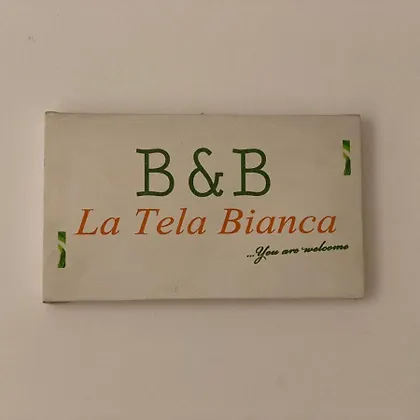 B & B
La Tela Bianca
...You are welcome